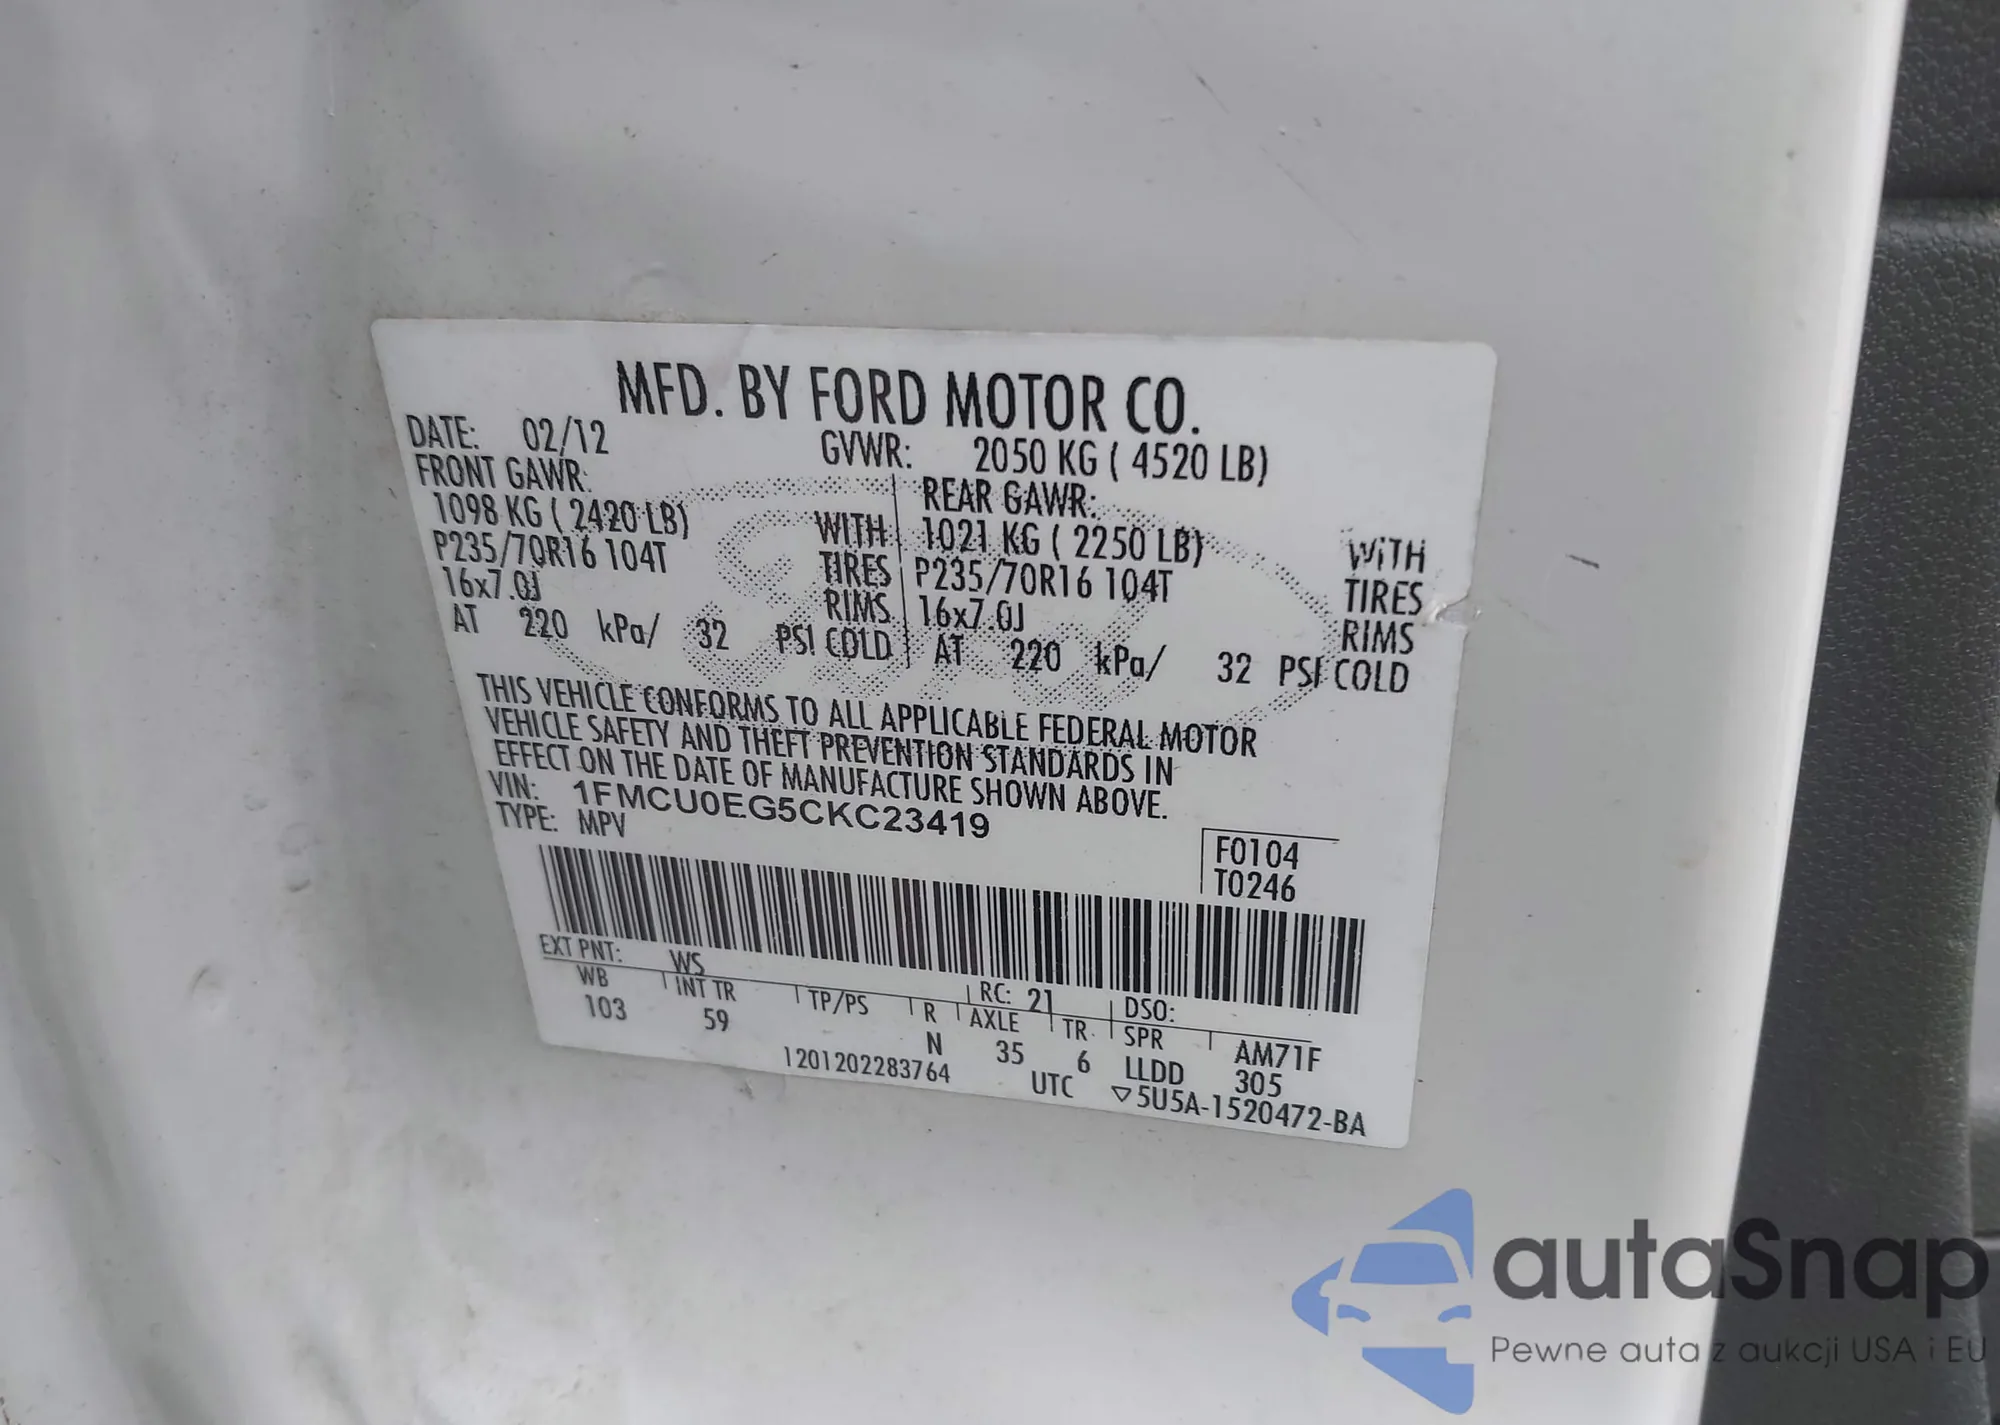 MFD. BY FORD MOTOR CO.
DATE: 02/12 GVWR: 2050 KG ( 4520 LB)
FRONT GAWR: REAR GAWR:
1098 KG ( 2420 LB) WITH 1021 KG ( 2250 LB) WITH
P235/70R16 104T TIRES P235/70R16 104T TIRES
16x7.0J RIMS 16x7.0J RIMS
AT 220 kPa/ 32 PSI COLD AT 220 kPa/ 32 PSI COLD
THIS VEHICLE CONFORMS TO ALL APPLICABLE FEDERAL MOTOR
VEHICLE SAFETY AND THEFT PREVENTION STANDARDS IN
EFFECT ON THE DATE OF MANUFACTURE SHOWN ABOVE.
VIN: 1FMCU0EG5CKC23419
TYPE: MPV
F0104
T0246
EXT PNT: WS RC: 21 DSO:
WB INT TR TP/PS R AXLE TR SPR AM71F
103 59 N 35 6 LLDD 305
1201202283764 UTC ▽5U5A-1520472-BA
autaSnap
Pewne auta z aukcji USA i EU